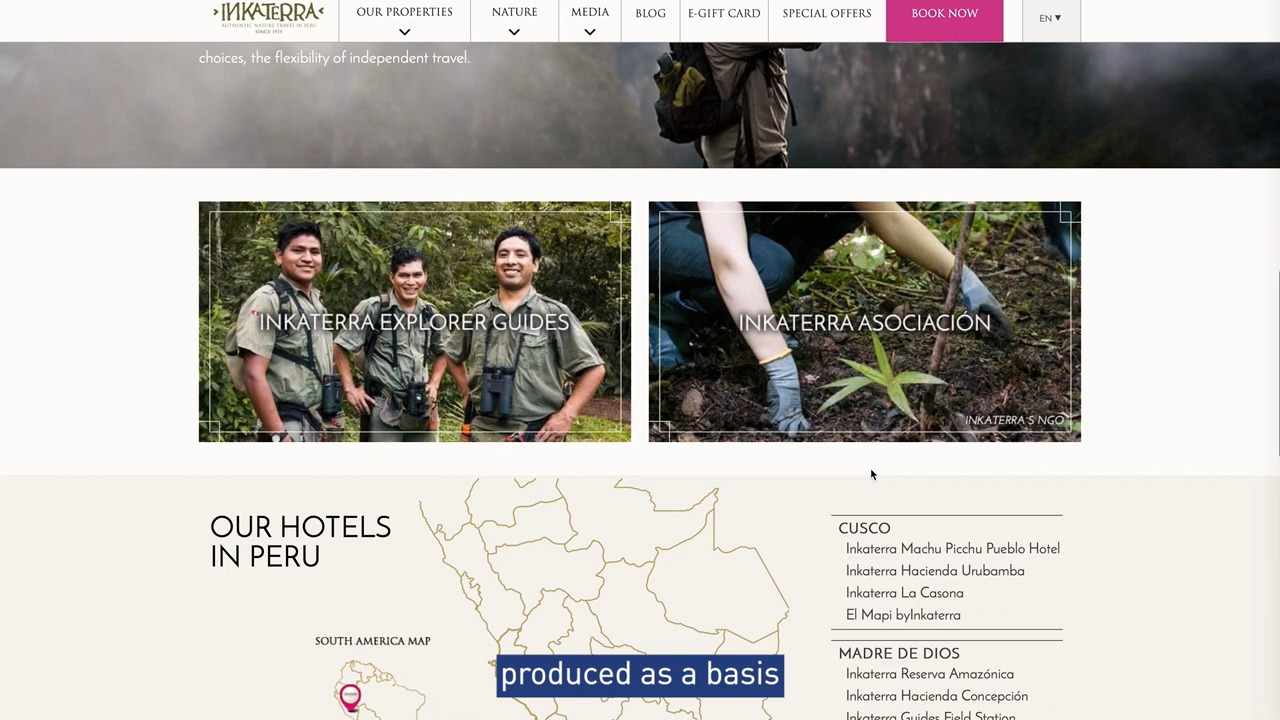 INKATERRA
AUTHENTIC NATURE TRAVEL IN PERU
SINCE 1975
OUR PROPERTIES
NATURE
MEDIA
BLOG
E-GIFT CARD
SPECIAL OFFERS
BOOK NOW
EN
choices, the flexibility of independent travel.
INKATERRA EXPLORER GUIDES
INKATERRA ASOCIACIÓN
INKATERRA'S NGO
OUR HOTELS
IN PERU
SOUTH AMERICA MAP
CUSCO
Inkaterra Machu Picchu Pueblo Hotel
Inkaterra Hacienda Urubamba
Inkaterra La Casona
El Mapi byInkaterra
MADRE DE DIOS
Inkaterra Reserva Amazónica
Inkaterra Hacienda Concepción
Inkaterra Guides Field Station
produced as a basis